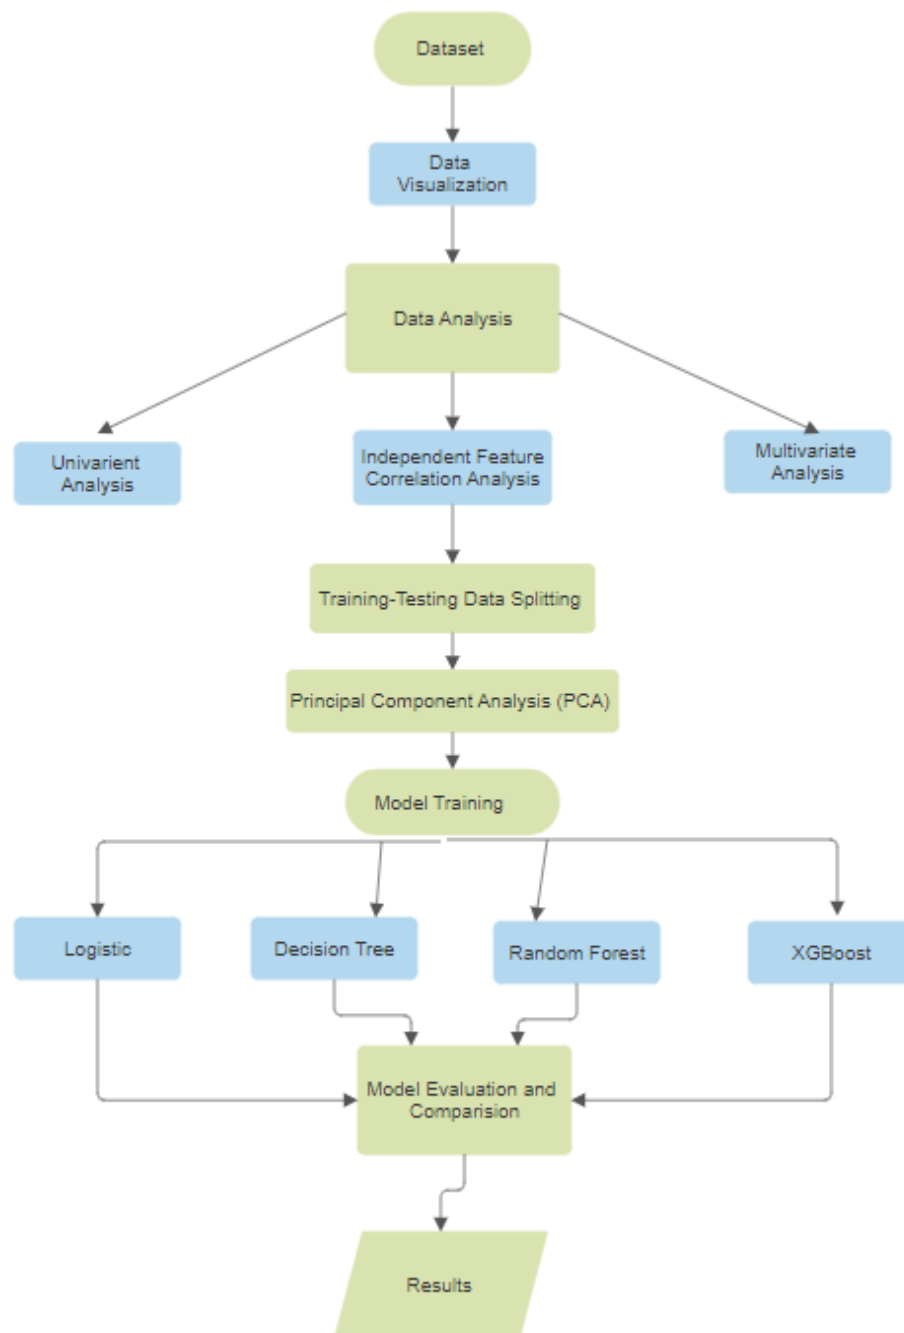 Dataset
Data
Visualization
Data Analysis
Univarient
Analysis
Independent Feature
Correlation Analysis
Multivariate
Analysis
Training-Testing Data Splitting
Principal Component Analysis (PCA)
Model Training
Logistic
Decision Tree
Random Forest
XGBoost
Model Evaluation and
Comparision
Results